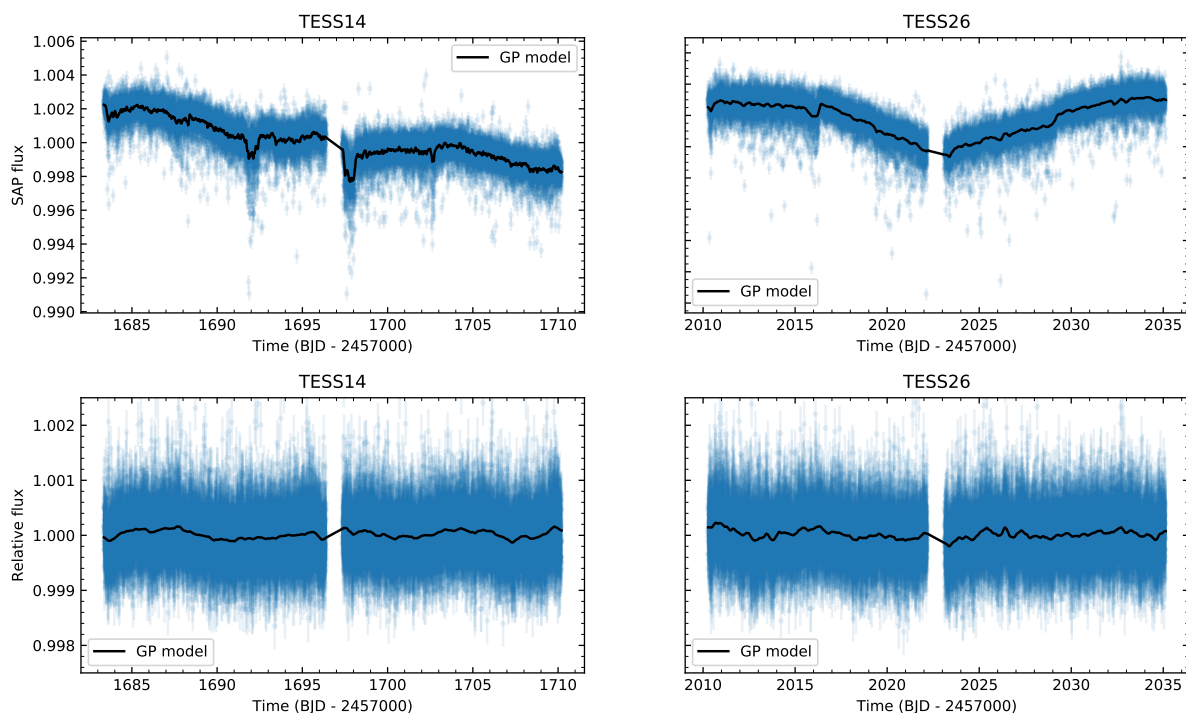 TESS14
1.006
1.004
1.002
1.000
0.998
0.996
0.994
0.992
0.990
SAP flux
GP model
1685 1690 1695 1700 1705 1710
Time (BJD - 2457000)
TESS26
GP model
2010 2015 2020 2025 2030 2035
Time (BJD - 2457000)
TESS14
1.002
1.001
1.000
0.999
0.998
Relative flux
GP model
1685 1690 1695 1700 1705 1710
Time (BJD - 2457000)
TESS26
GP model
2010 2015 2020 2025 2030 2035
Time (BJD - 2457000)